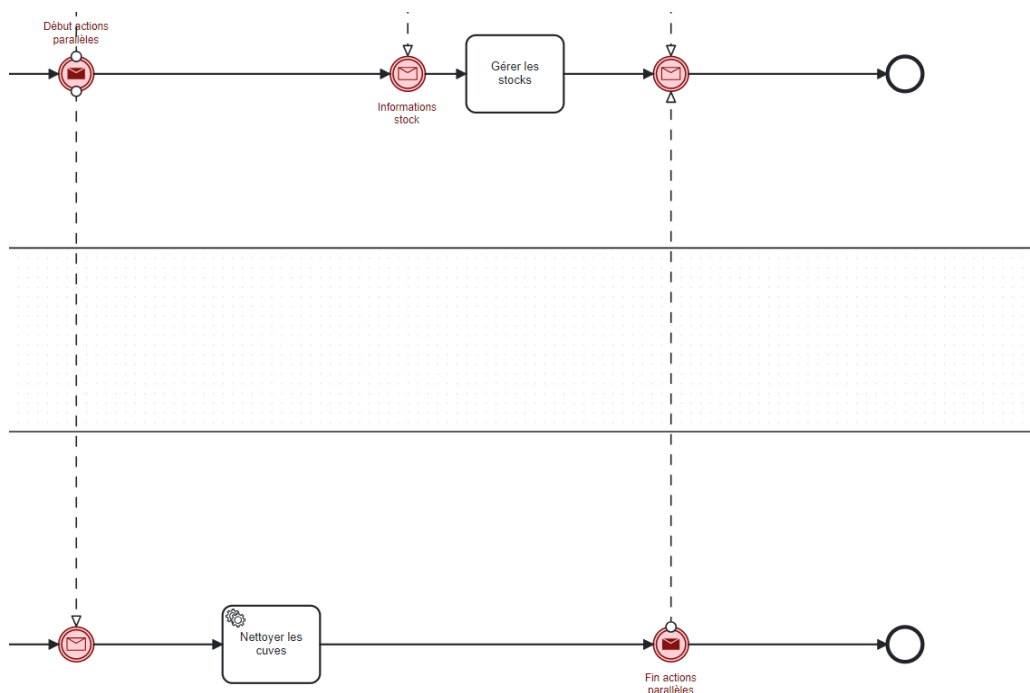 Début actions
parallèles
Informations
stock
Gérer les
stocks
Nettoyer les
cuves
Fin actions
parallèles